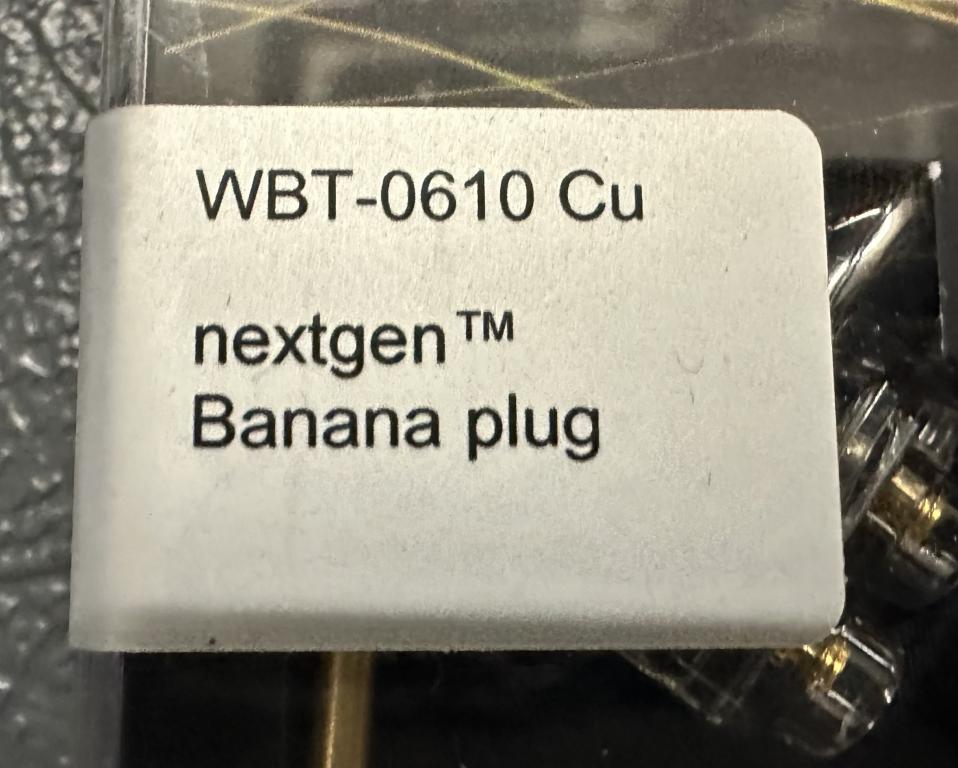 WBT-0610 Cu
nextgen™
Banana plug